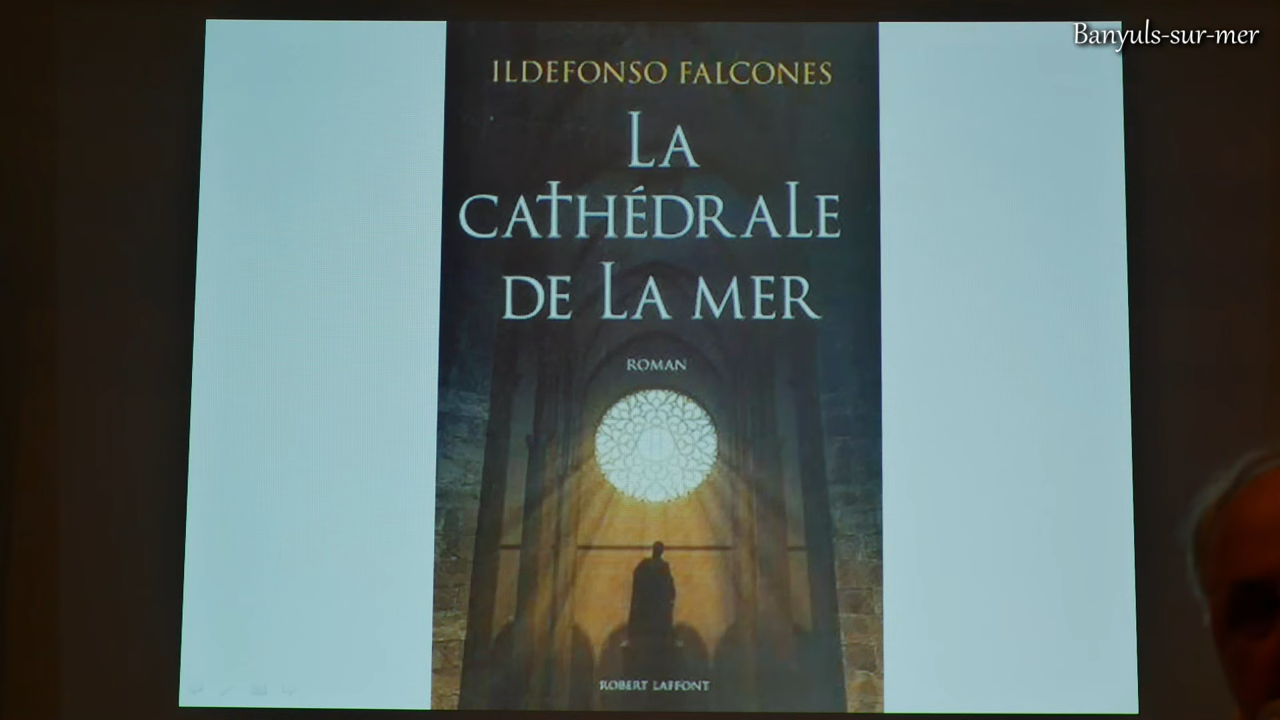 Banyuls-sur-mer
ILDEFONSO FALCONES
LA
CATHÉDRALE
DE LA MER
ROMAN
ROBERT LAFFONT